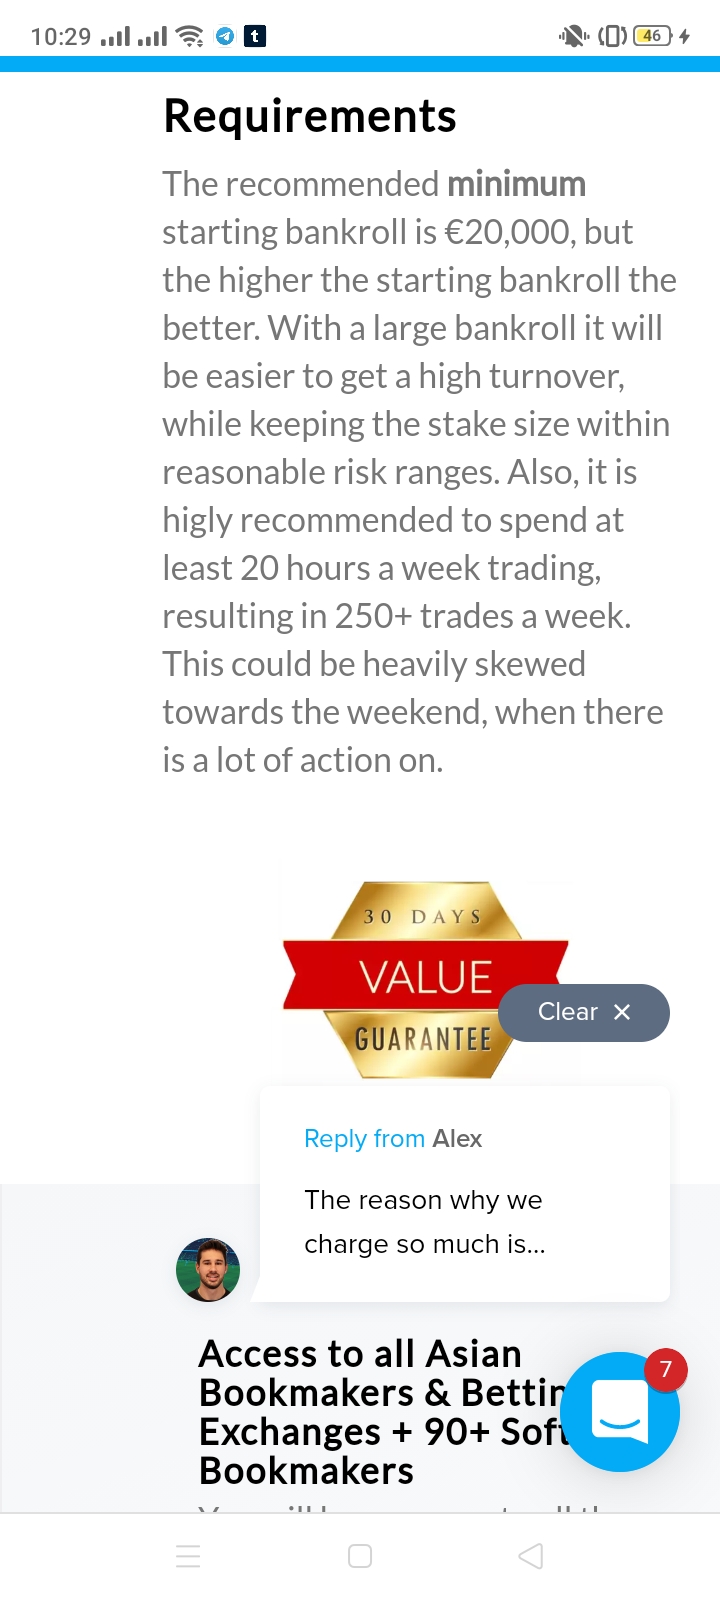 10:29
t
46
Requirements
The recommended minimum
starting bankroll is €20,000, but
the higher the starting bankroll the
better. With a large bankroll it will
be easier to get a high turnover,
while keeping the stake size within
reasonable risk ranges. Also, it is
higly recommended to spend at
least 20 hours a week trading,
resulting in 250+ trades a week.
This could be heavily skewed
towards the weekend, when there
is a lot of action on.
30 DAYS
VALUE
GUARANTEE
Clear ×
Reply from Alex
The reason why we
charge so much is...
7
Access to all Asian
Bookmakers &
Exchanges + 90+
Bookmakers